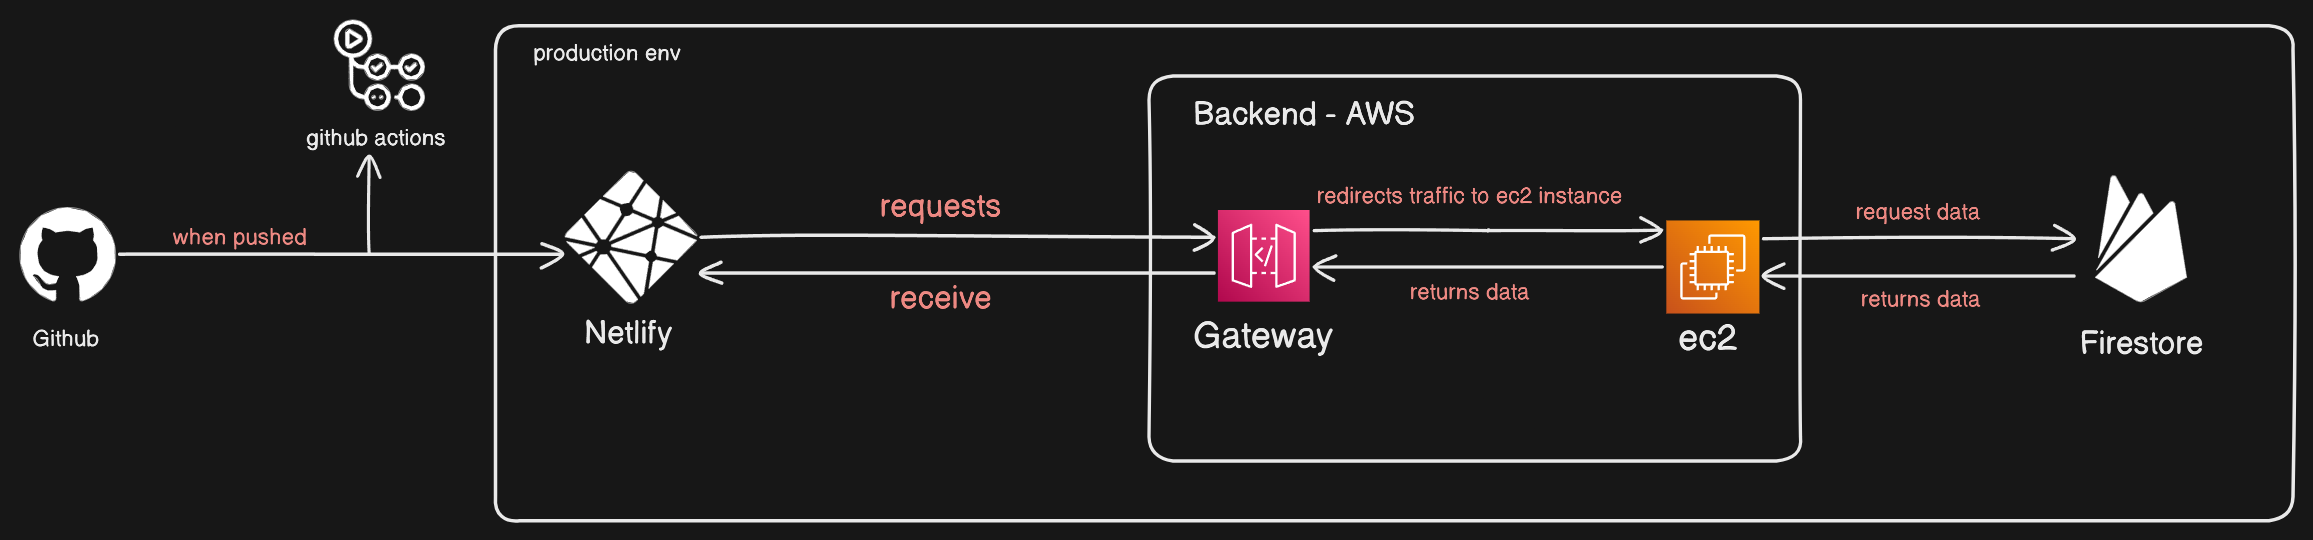 production env
github actions
Backend - AWS
when pushed
Github
Netlify
requests
receive
redirects traffic to ec2 instance
returns data
Gateway
ec2
request data
returns data
Firestore